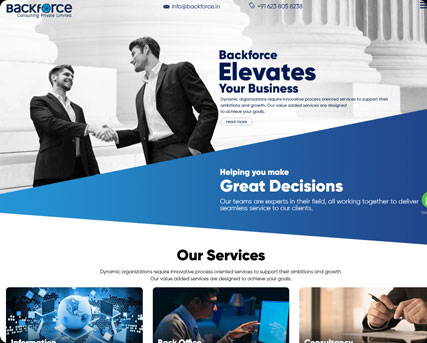 BACKFORCE
Consulting Private Limited
info@backforce.in
+91 623 805 8238
Backforce
Elevates
Your Business
Dynamic organizations require innovative process oriented services to support their
ambitions and growth. Our value added services are designed
to achieve your goals.
read more
Helping you make
Great Decisions
Our teams are experts in their field, all working together to deliver
seamless service to our clients.
Our Services
Dynamic organizations require innovative process oriented services to support their ambitions and growth.
Our value added services are designed to achieve your goals.
Information
Back Office
Consultancy